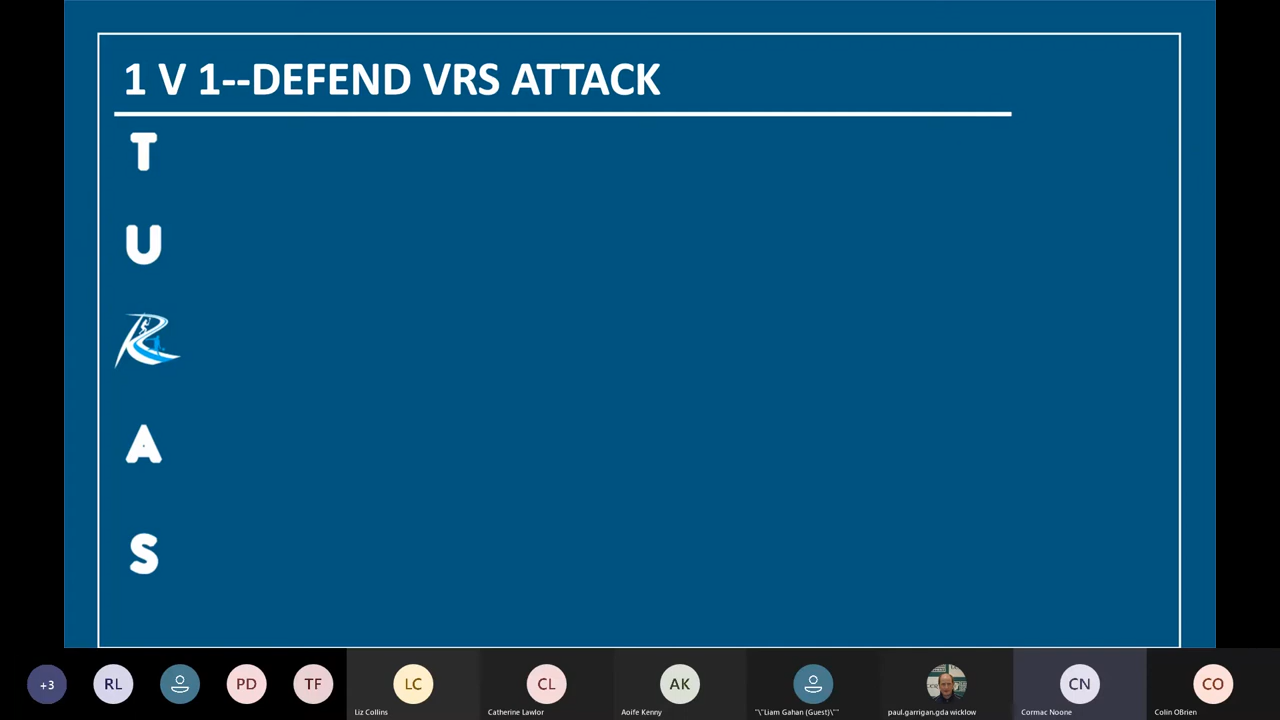 1 V 1--DEFEND VRS ATTACK
T
U
R
A
S
+3
RL
PD
TF
LC
CL
AK
CN
CO
Liz Collins
Catherine Lawlor
Aoife Kenny
"\"Liam Gahan (Guest)\""
paul.garrigan.gda wicklow
Cormac Noone
Colin OBrien